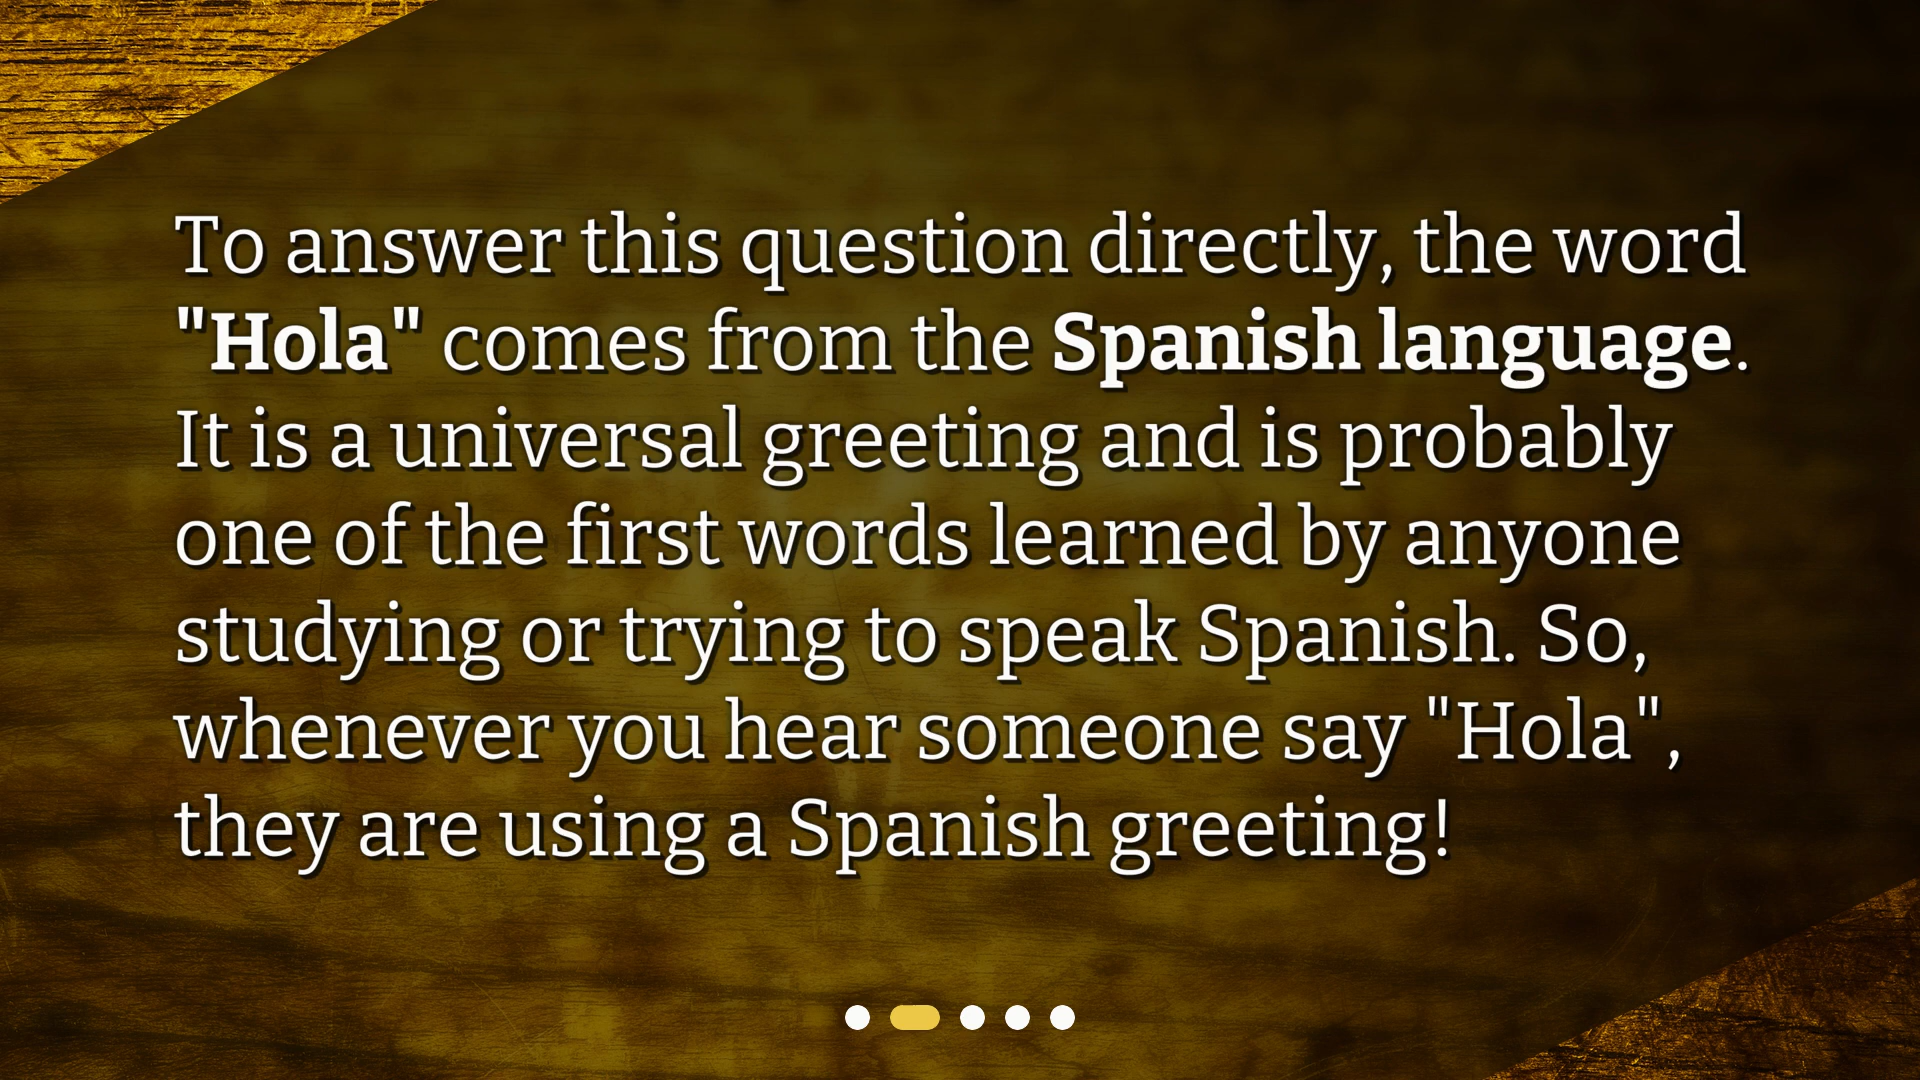 To answer this question directly, the word
"Hola" comes from the Spanish language.
It is a universal greeting and is probably
one of the first words learned by anyone
studying or trying to speak Spanish. So,
whenever you hear someone say "Hola",
they are using a Spanish greeting!